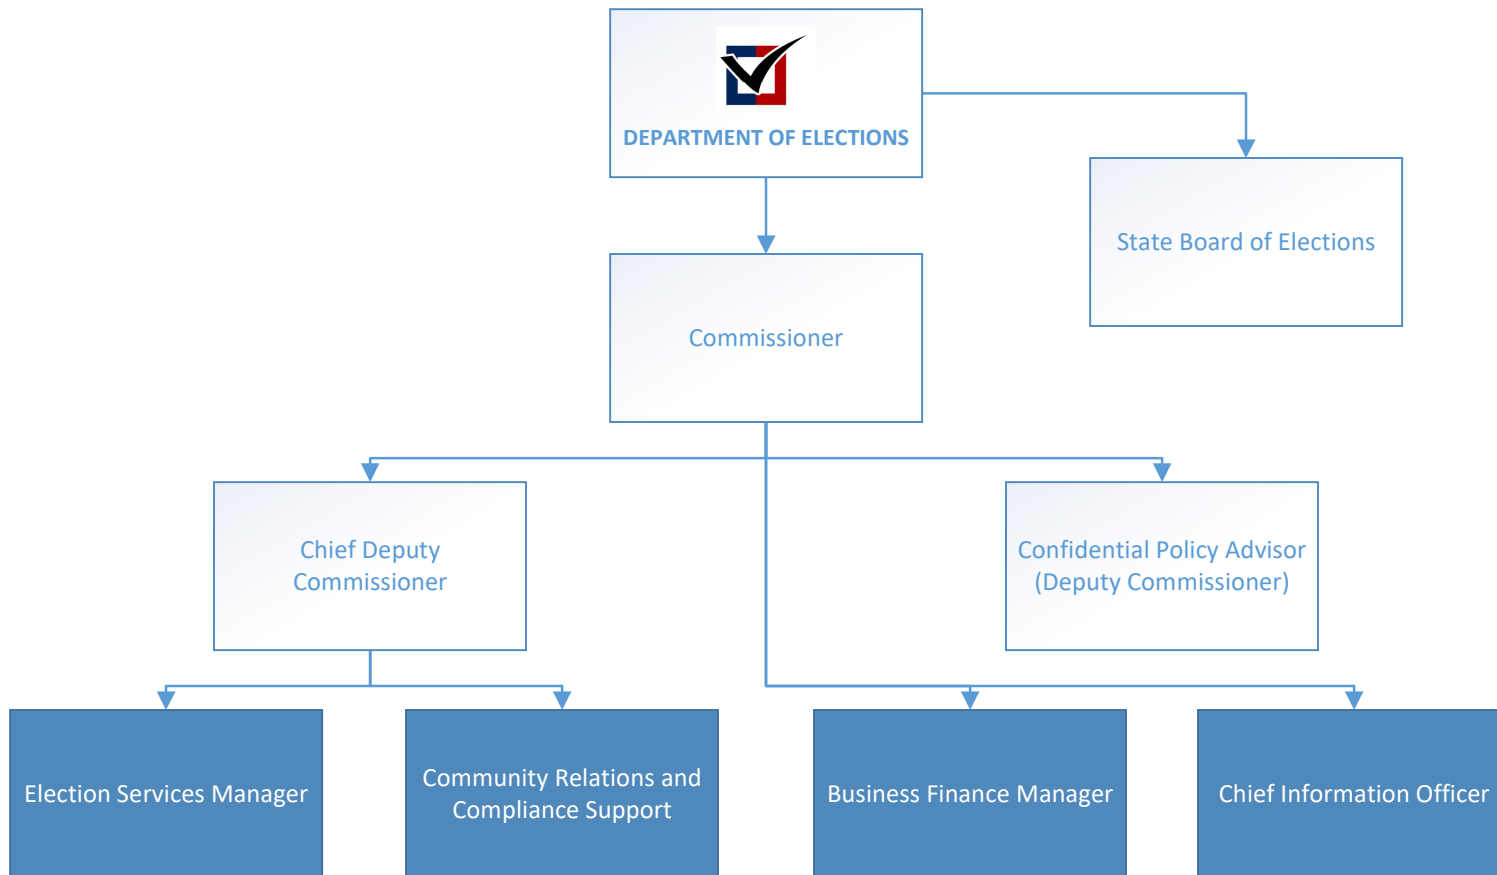 DEPARTMENT OF ELECTIONS
State Board of Elections
Commissioner
Chief Deputy
Commissioner
Confidential Policy Advisor
(Deputy Commissioner)
Election Services Manager
Community Relations and
Compliance Support
Business Finance Manager
Chief Information Officer